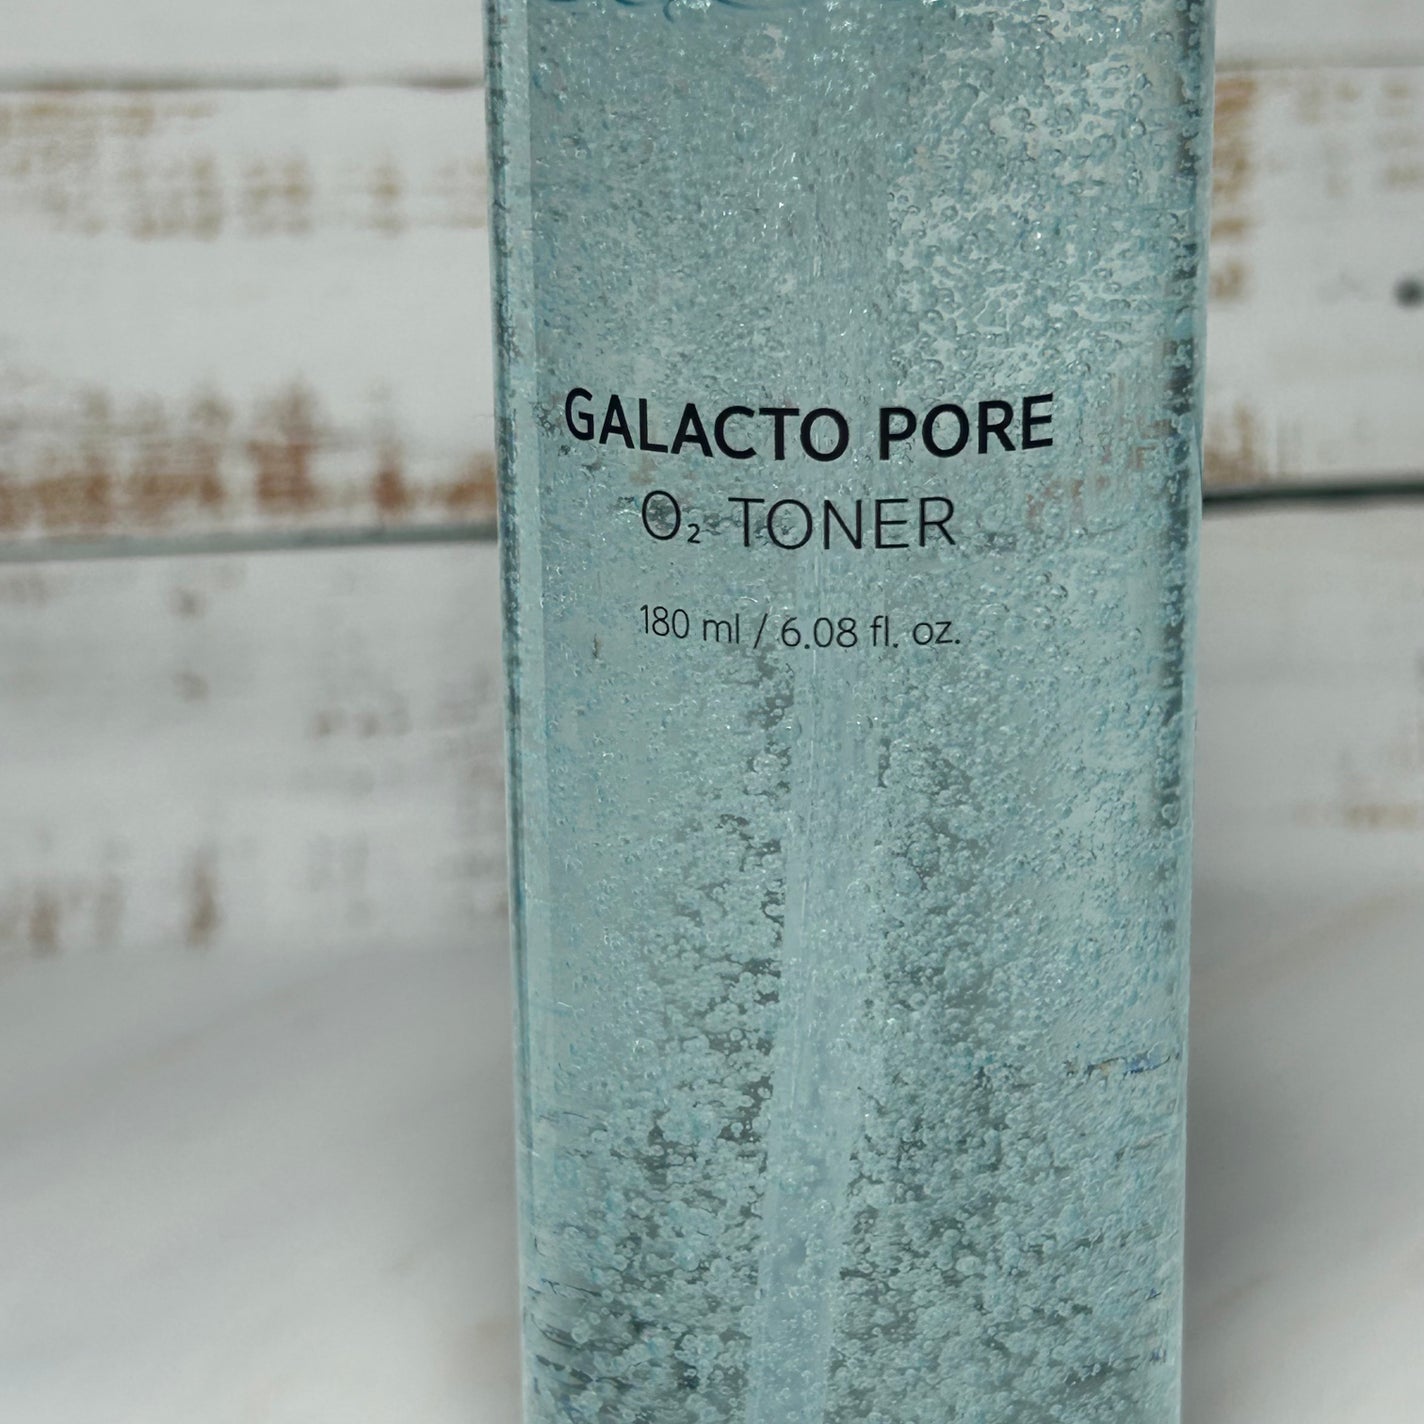 GALACTO PORE
O₂ TONER
180 ml / 6.08 fl. oz.